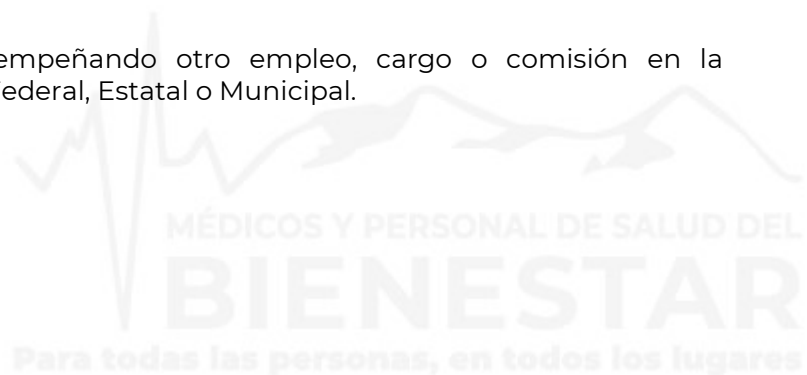 empeñando otro empleo, cargo o comisión en la
ederal, Estatal o Municipal.
MÉDICOS Y PERSONAL DE SALUD DEL
BIENESTAR
Para todas las personas, en todos los lugares